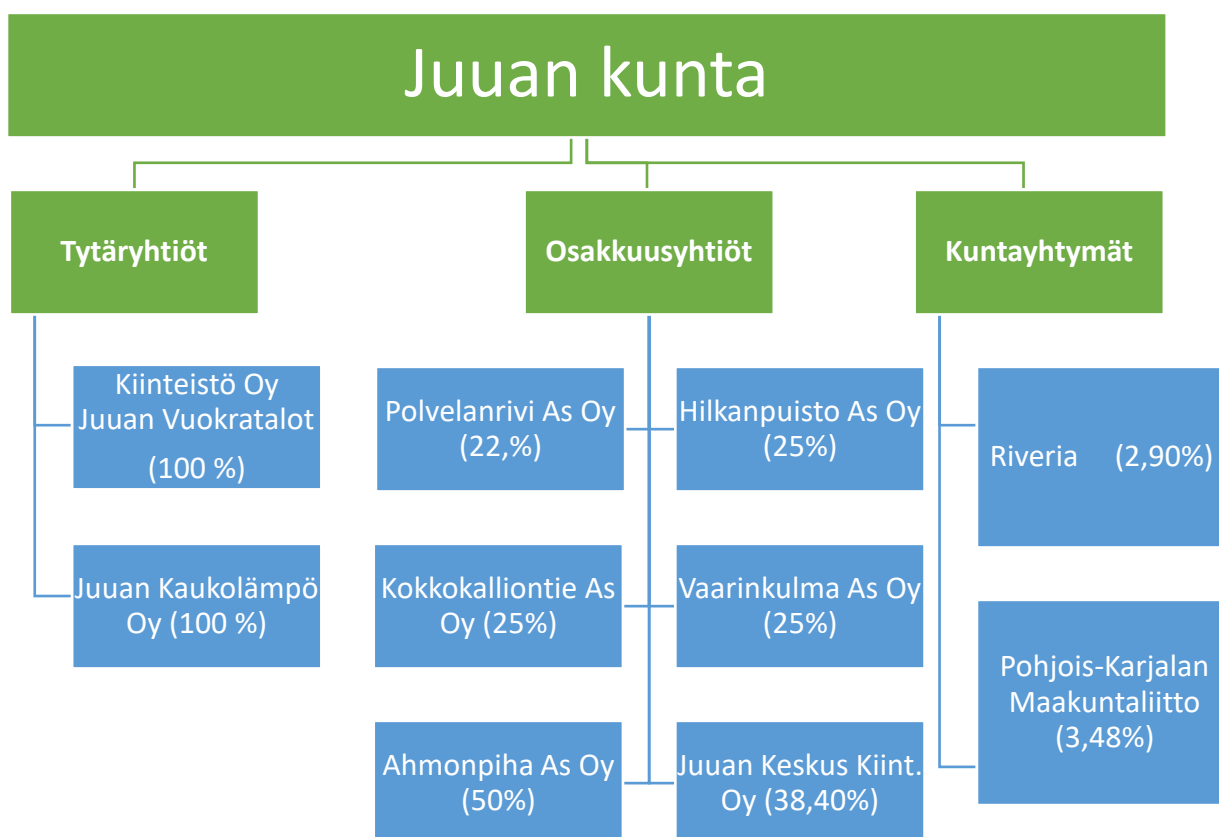 Juuan kunta
Tytäryhtiöt
Kiinteistö Oy
Juuan Vuokratalot
(100 %)
Juuan Kaukolämpö
Oy (100 %)
Osakkuusyhtiöt
Polvelanrivi As Oy
(22,%)
Hilkanpuisto As Oy
(25%)
Kokkokalliontie As
Oy (25%)
Vaarinkulma As Oy
(25%)
Ahmonpiha As Oy
(50%)
Juuan Keskus Kiint.
Oy (38,40%)
Kuntayhtymät
Riveria (2,90%)
Pohjois-Karjalan
Maakuntaliitto
(3,48%)